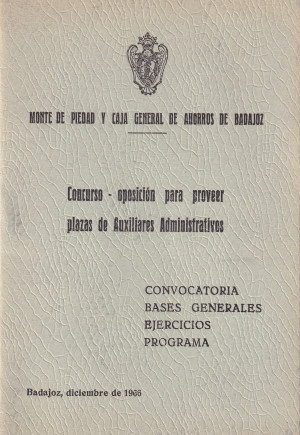 MONTE DE PIEDAD Y CAJA GENERAL DE AHORROS DE BADAJOZ
Concurso - oposición para proveer
plazas de Auxiliares Administrativos
CONVOCATORIA
BASES GENERALES
EJERCICIOS
PROGRAMA
Badajoz, diciembre de 1966